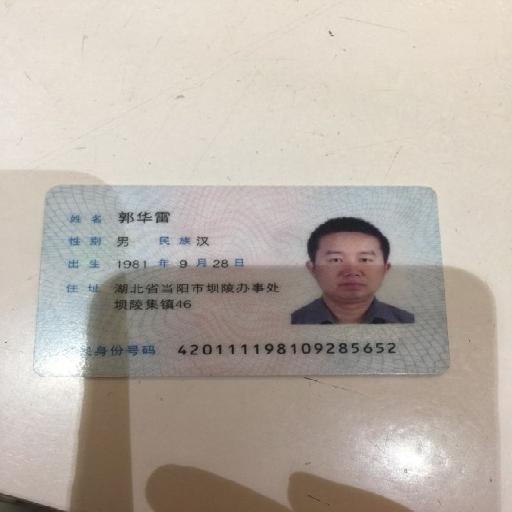 姓名 郭华雷
性别 男 民族 汉
出生 1981 年 9 月 28 日
住址 湖北省当阳市坝陵办事处
坝陵集镇46
身份号码 420111198109285652